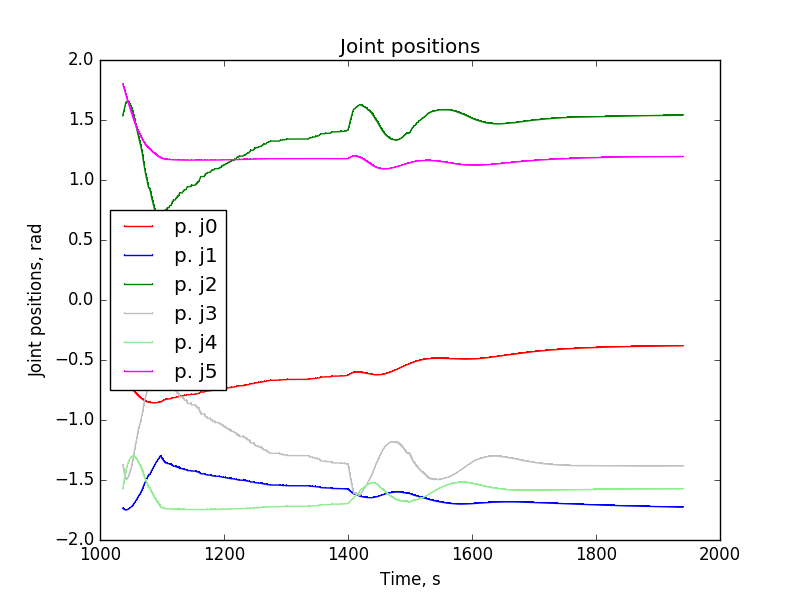 Joint positions
2.0
1.5
1.0
0.5
0.0
−0.5
−1.0
−1.5
−2.0
Joint positions, rad
p. j0
p. j1
p. j2
p. j3
p. j4
p. j5
1000 1200 1400 1600 1800 2000
Time, s